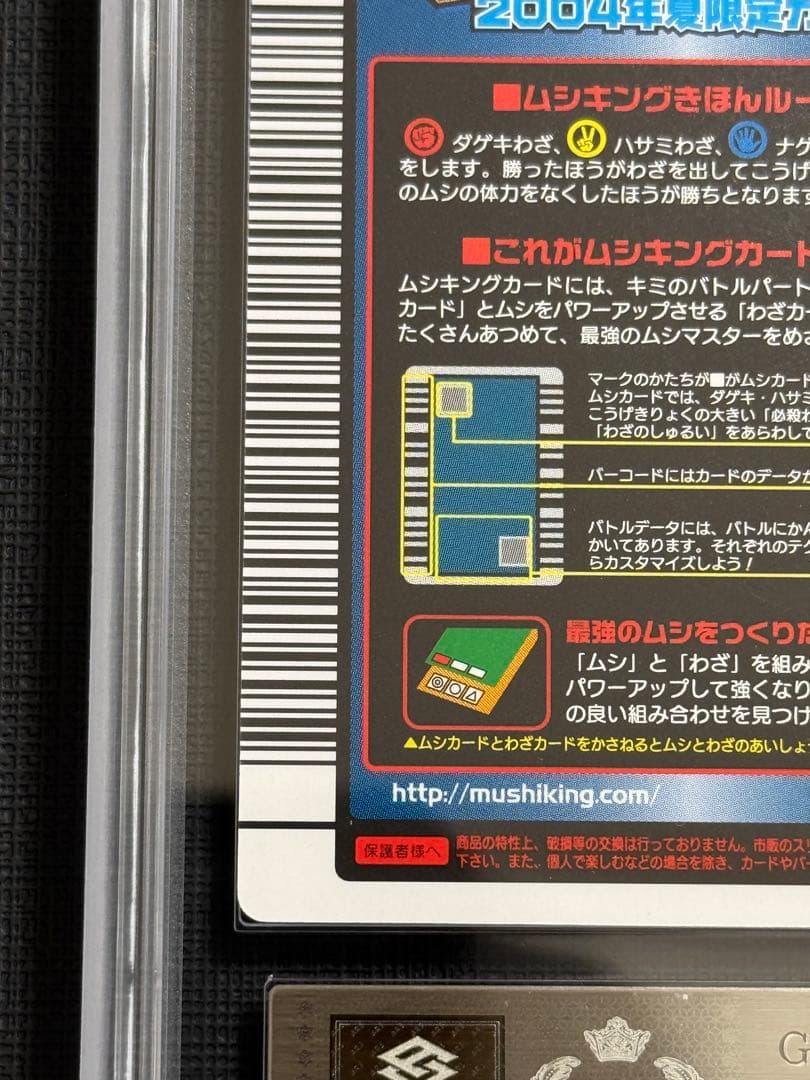 2004年夏限定カ
■ムシキングきほんルー
ダゲキわざ、ハサミわざ、ナゲ
をします。勝ったほうがわざを出してこうげ
のムシの体力をなくしたほうが勝ちとなります
■これがムシキングカード
ムシキングカードには、キミのバトルパート
カード」とムシをパワーアップさせる「わざカー
たくさんあつめて、最強のムシマスターをめざ
マークのかたちが■がムシカード
ムシカードでは、ダゲキ・ハサミ
こうげきりょくの大きい「必殺わ
「わざのしゅるい」をあらわして
バーコードにはカードのデータが
バトルデータには、バトルにかん
かいてあります。それぞれのテク
らカスタマイズしよう!
最強のムシをつくりだ
「ムシ」と「わざ」を組み
パワーアップして強くなり
の良い組み合わせを見つけ
▲ムシカードとわざカードをかさねるとムシとわざのあいしょ
http://mushiking.com/
保護者様へ
商品の特性上、破損等の交換は行っておりません。市販のスリ
下さい。また、個人で楽しむなどの場合を除き、カードやバー
G